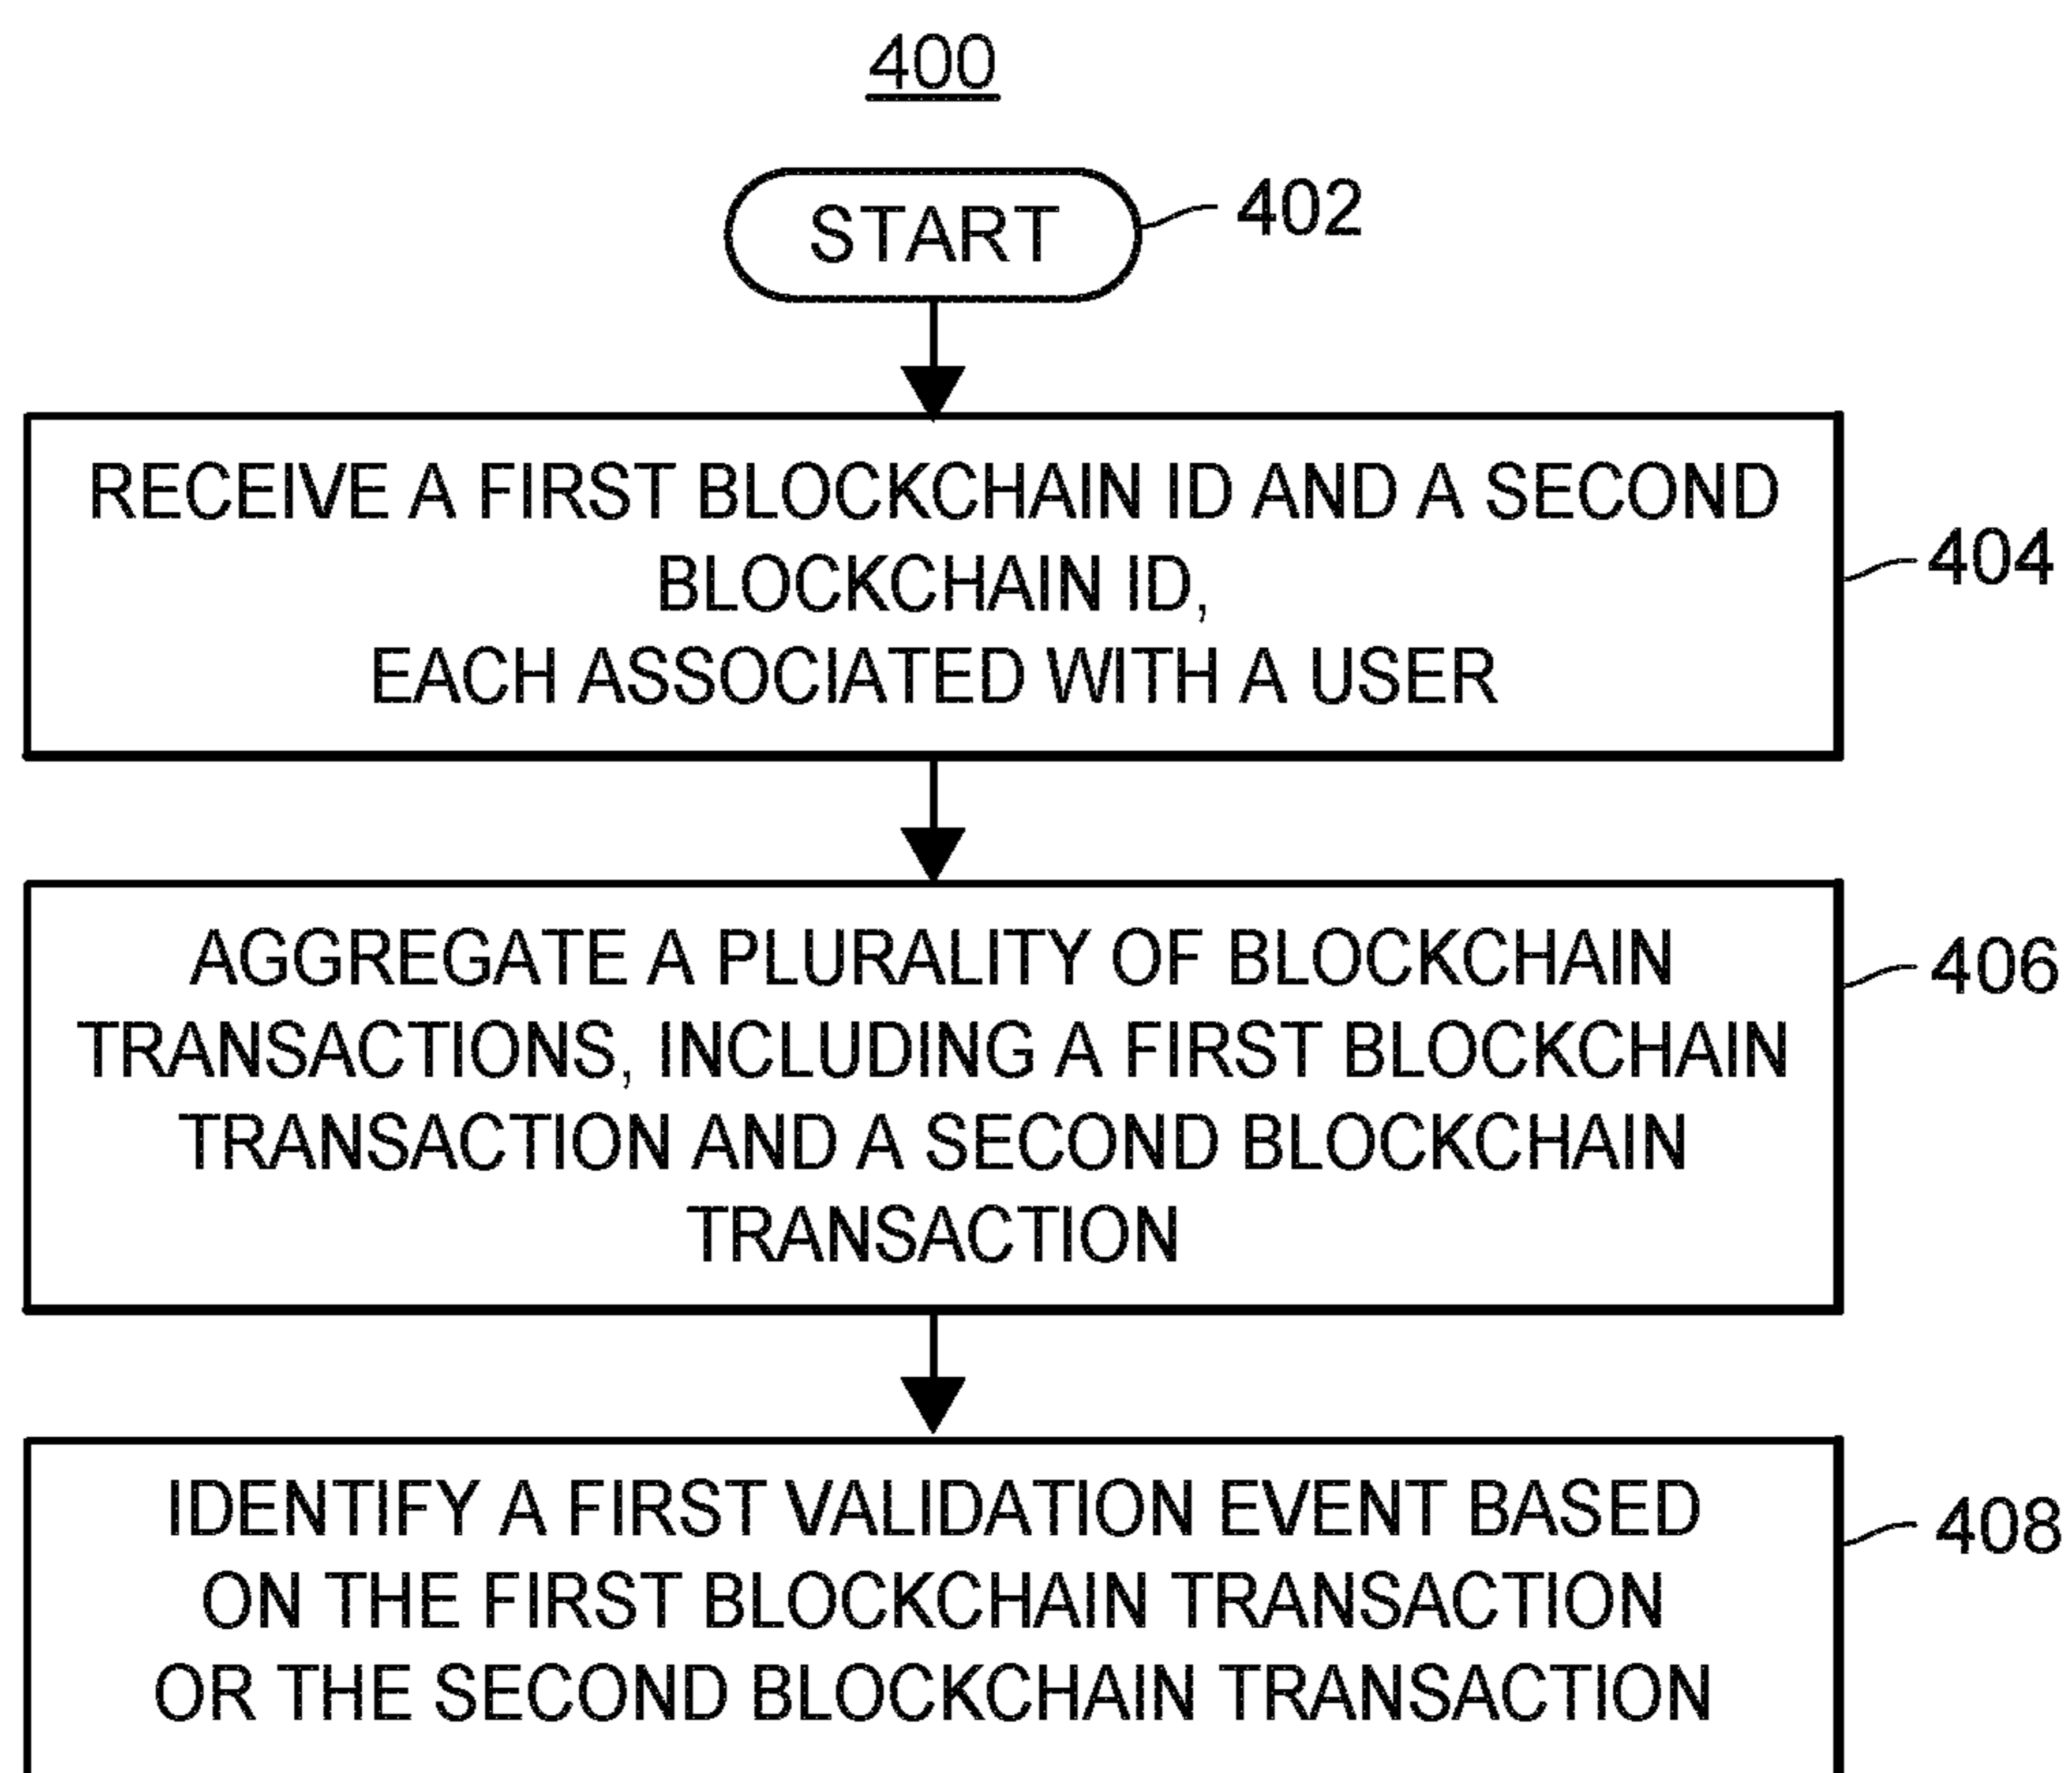 400
START
402
RECEIVE A FIRST BLOCKCHAIN ID AND A SECOND
BLOCKCHAIN ID,
EACH ASSOCIATED WITH A USER
404
AGGREGATE A PLURALITY OF BLOCKCHAIN
TRANSACTIONS, INCLUDING A FIRST BLOCKCHAIN
TRANSACTION AND A SECOND BLOCKCHAIN
TRANSACTION
406
IDENTIFY A FIRST VALIDATION EVENT BASED
ON THE FIRST BLOCKCHAIN TRANSACTION
OR THE SECOND BLOCKCHAIN TRANSACTION
408